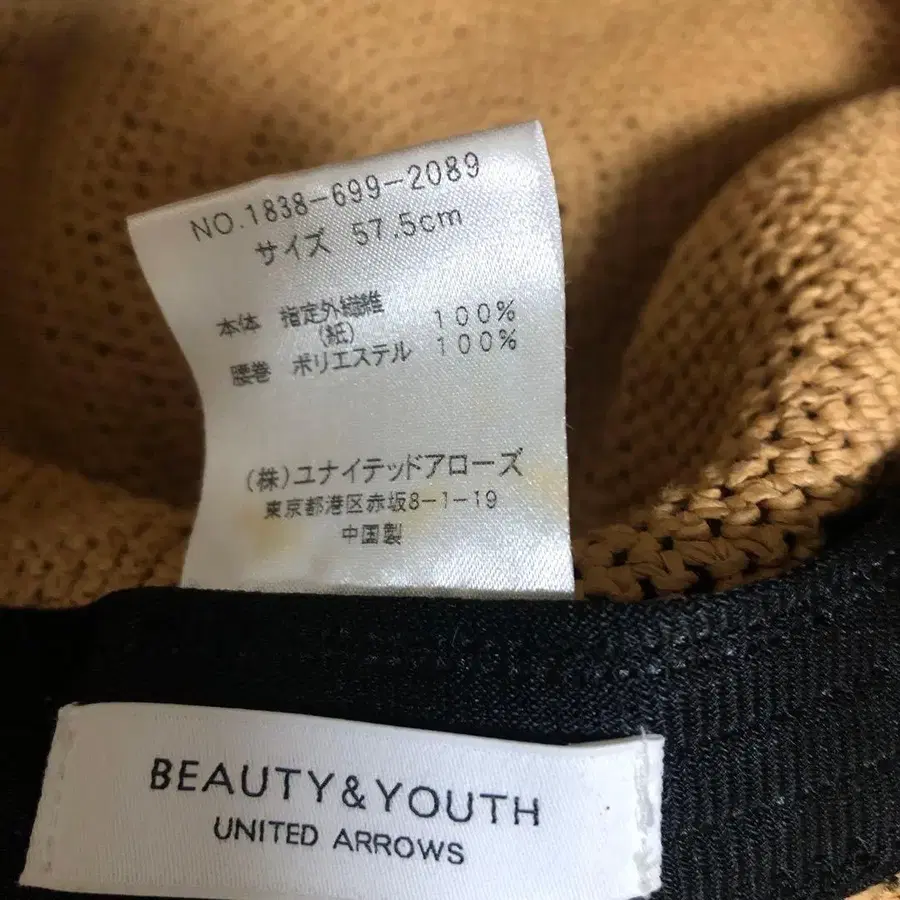 NO.1838-699-2089
サイズ 57.5cm
本体 指定外繊維 100%
(紙)
腰巻 ポリエステル 100%
(株)ユナイテッドアローズ
東京都港区赤坂8-1-19
中国製
BEAUTY&YOUTH
UNITED ARROWS